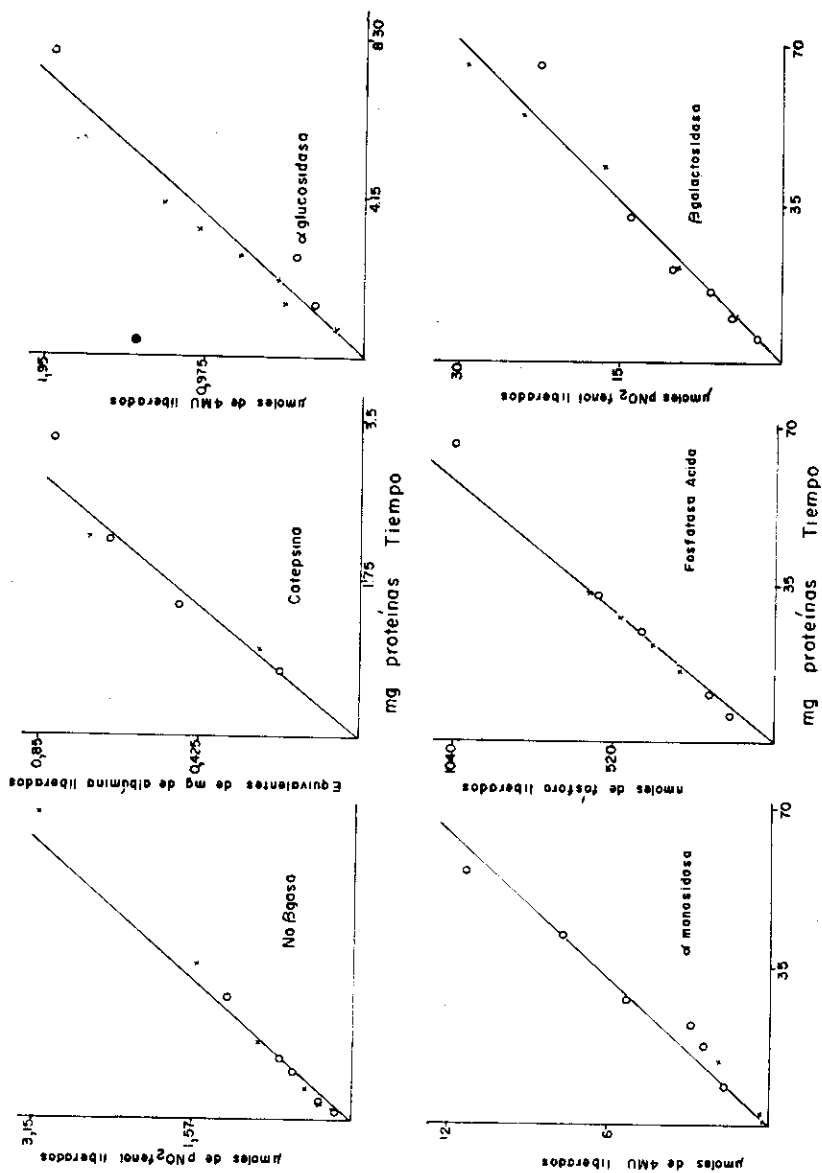 µmoles de pNO₂fenol liberados
3,15
1,57
Na βgasa
Equivalentes de mg de albúmina liberados
0,85
0,425
Catepsina
1'75
3.5
µmoles de 4MU liberados
1,95
0,975
α glucosidasa
4.15
8'30
mg proteínas Tiempo
µmoles de 4MU liberados
12
6
α manosidasa
35
70
nmoles de fósforo liberados
1040
520
Fosfatasa Acida
35
70
µmoles pNO₂ fenol liberados
30
15
βgalactosidasa
35
70
mg proteínas Tiempo